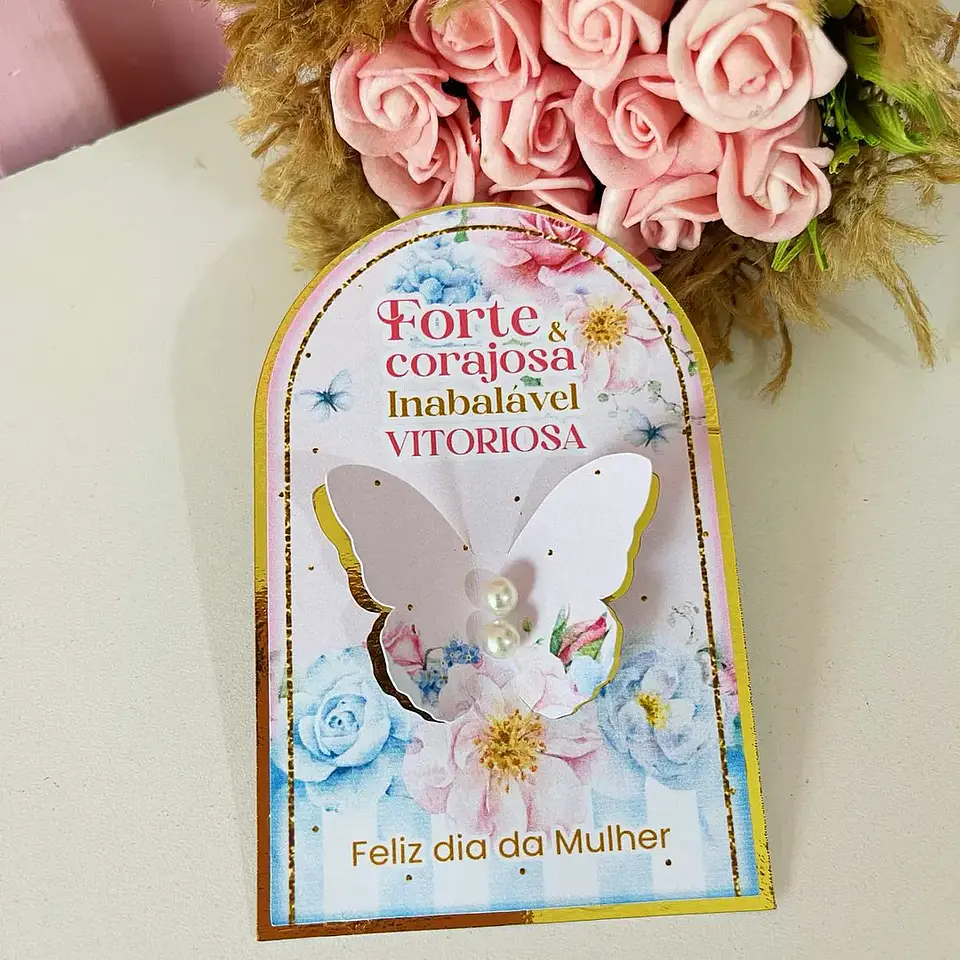 Forte &
corajosa
Inabalável
VITORIOSA
Feliz dia da Mulher